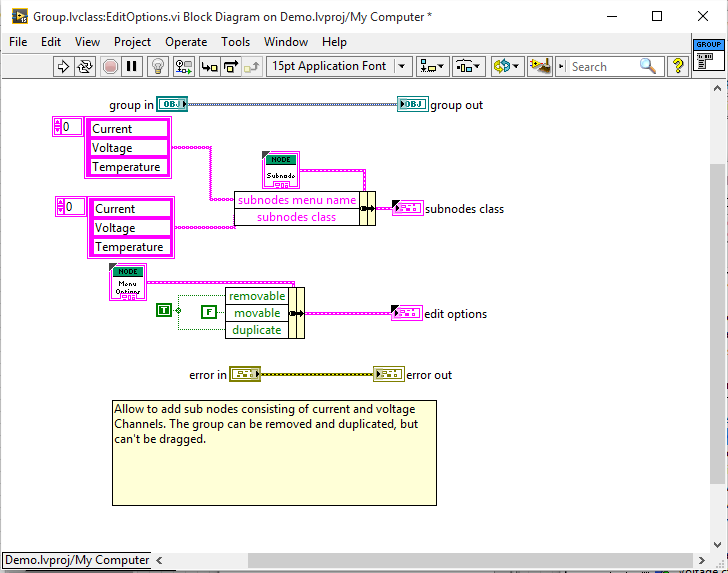 Group.lvclass:EditOptions.vi Block Diagram on Demo.lvproj/My Computer *
File Edit View Project Operate Tools Window Help
15pt Application Font
Search
?
GROUP
group in OBJ OBJ group out
0 Current
Voltage
Temperature
NODE
Subnode
subnodes menu name
subnodes class
subnodes class
0 Current
Voltage
Temperature
NODE
Menu
Options
removable
movable
duplicate
T
F
edit options
error in error out
Allow to add sub nodes consisting of current and voltage
Channels. The group can be removed and duplicated, but
can't be dragged.
Demo.lvproj/My Computer